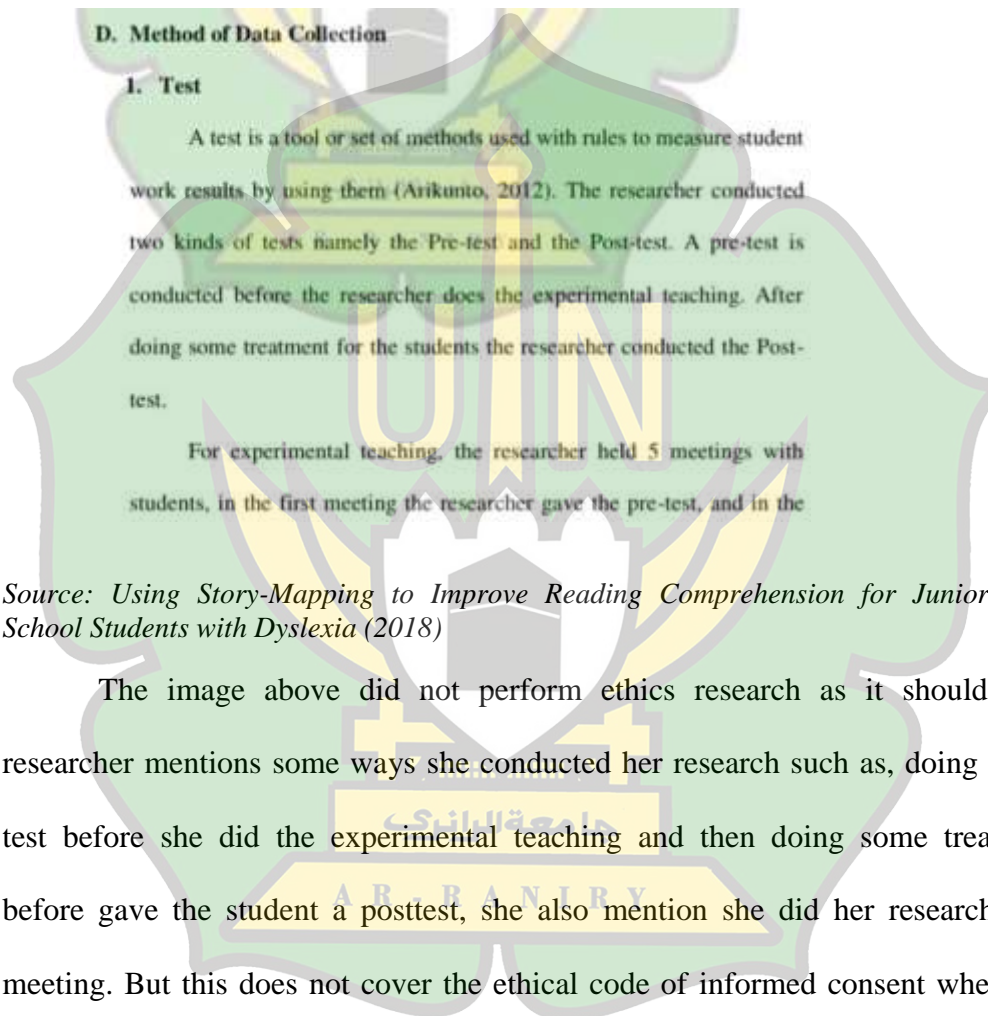 D. Method of Data Collection
1. Test
A test is a tool or set of methods used with rules to measure student
work results by using them (Arikunto, 2012). The researcher conducted
two kinds of tests namely the Pre-test and the Post-test. A pre-test is
conducted before the researcher does the experimental teaching. After
doing some treatment for the students the researcher conducted the Post-
test.
For experimental teaching, the researcher held 5 meetings with
students, in the first meeting the researcher gave the pre-test, and in the
UIN
Source: Using Story-Mapping to Improve Reading Comprehension for Junior
School Students with Dyslexia (2018)
The image above did not perform ethics research as it should
researcher mentions some ways she conducted her research such as, doing
test before she did the experimental teaching and then doing some trea
جامعة الرانري
before gave the student a posttest, she also mention she did her research
AR-RANIRY
meeting. But this does not cover the ethical code of informed consent whe